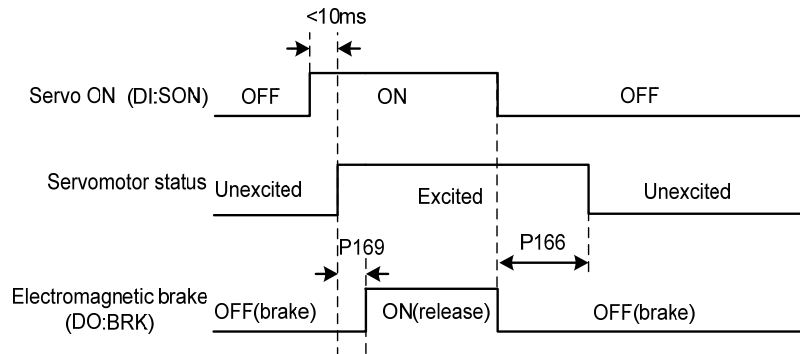 <10ms
Servo ON (DI:SON) OFF ON OFF
Servomotor status Unexcited Excited Unexcited
P169 P166
Electromagnetic brake
(DO:BRK) OFF(brake) ON(release) OFF(brake)